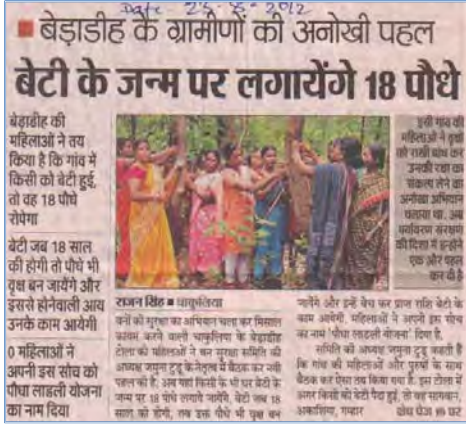 Date - 25-8-2012
बेड़ाडीह के ग्रामीणों की अनोखी पहल
बेटी के जन्म पर लगायेंगे 18 पौधे
बेड़ाडीह की
महिलाओं ने तय
किया है कि गांव में
किसी को बेटी हुई,
तो वह 18 पौधे
रोपेगा
बेटी जब 18 साल
की होगी तो पौधे भी
वृक्ष बन जायेंगे और
इससे होनेवाली आय
उनके काम आयेगी
0 महिलाओं ने
अपनी इस सोच को
पौधा लाडली योजना
का नाम दिया
इसी गांव की
महिलाओं ने वृक्षों
को राखी बांध कर
उनकी रक्षा का
संकल्प लेने का
अनोखा अभियान
चलाया था. अब
पर्यावरण संरक्षण
की दिशा में इन्होंने
एक और पहल
कर दी है
राजन सिंह ■ चाकुलिया
वनों की सुरक्षा का अभियान चला कर मिसाल
कायम करने वाली चाकुलिया के बेड़ाडीह
टोला की महिलाओं ने वन सुरक्षा समिति की
अध्यक्ष जमुना टुडू के नेतृत्व में बैठक कर नयी
पहल की है. अब यहां किसी के भी घर बेटी के
जन्म पर 18 पौधे लगाये जायेंगे. बेटी जब 18
साल की होगी, तब इक पौधे भी वृक्ष बन
जायेंगे और इन्हें बेच कर प्राप्त राशि बेटी के
काम आयेगी. महिलाओं ने अपनी इस सोच
का नाम 'पौधा लाडली योजना' दिया है.
समिति की अध्यक्ष जमुना टुडू कहती है
कि गांव की महिलाओं और पुरुषों के साथ
बैठक कर ऐसा तय किया गया है. इस टोला में
अगर किसी को बेटी पैदा हुई, तो वह सागवान,
अकाशिया, गम्हार शेष पेज 19 पर